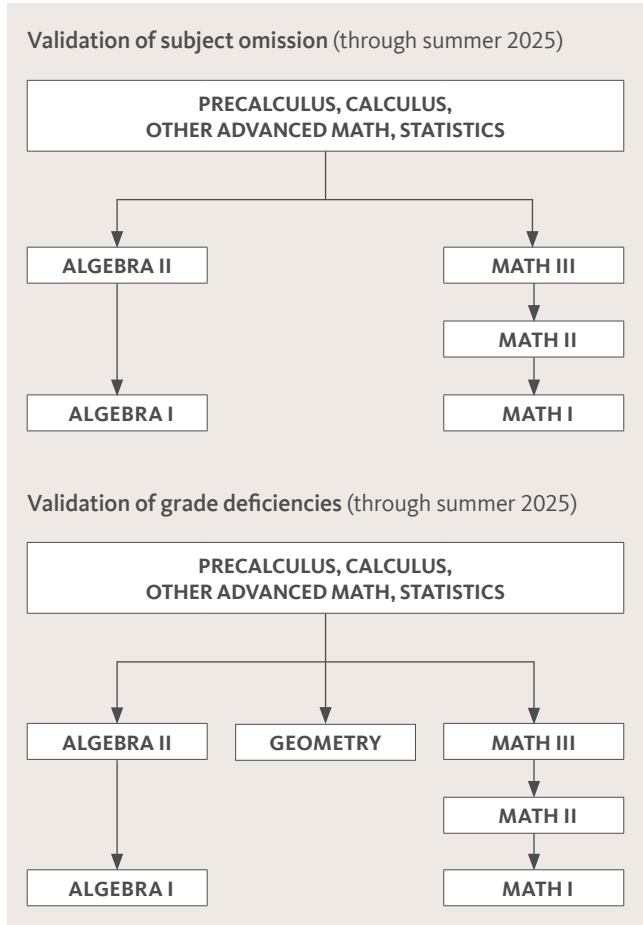 Validation of subject omission (through summer 2025)
PRECALCULUS, CALCULUS,
OTHER ADVANCED MATH, STATISTICS
ALGEBRA II
MATH III
MATH II
ALGEBRA I
MATH I
Validation of grade deficiencies (through summer 2025)
PRECALCULUS, CALCULUS,
OTHER ADVANCED MATH, STATISTICS
ALGEBRA II
GEOMETRY
MATH III
MATH II
ALGEBRA I
MATH I